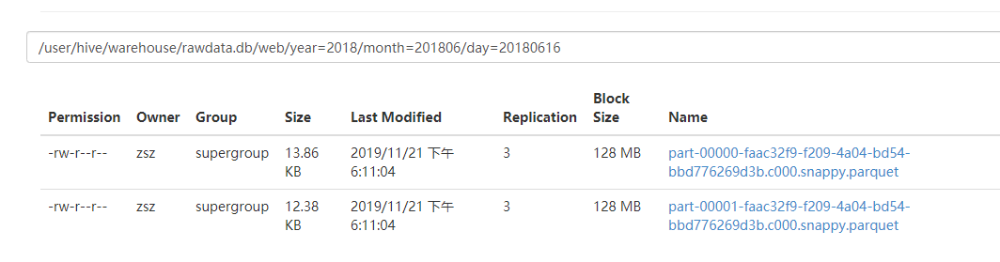 /user/hive/warehouse/rawdata.db/web/year=2018/month=201806/day=20180616
Permission Owner Group Size Last Modified Replication Block Size Name
-rw-r--r-- zsz supergroup 13.86 KB 2019/11/21 下午 6:11:04 3 128 MB part-00000-faac32f9-f209-4a04-bd54-bbd776269d3b.c000.snappy.parquet
-rw-r--r-- zsz supergroup 12.38 KB 2019/11/21 下午 6:11:04 3 128 MB part-00001-faac32f9-f209-4a04-bd54-bbd776269d3b.c000.snappy.parquet